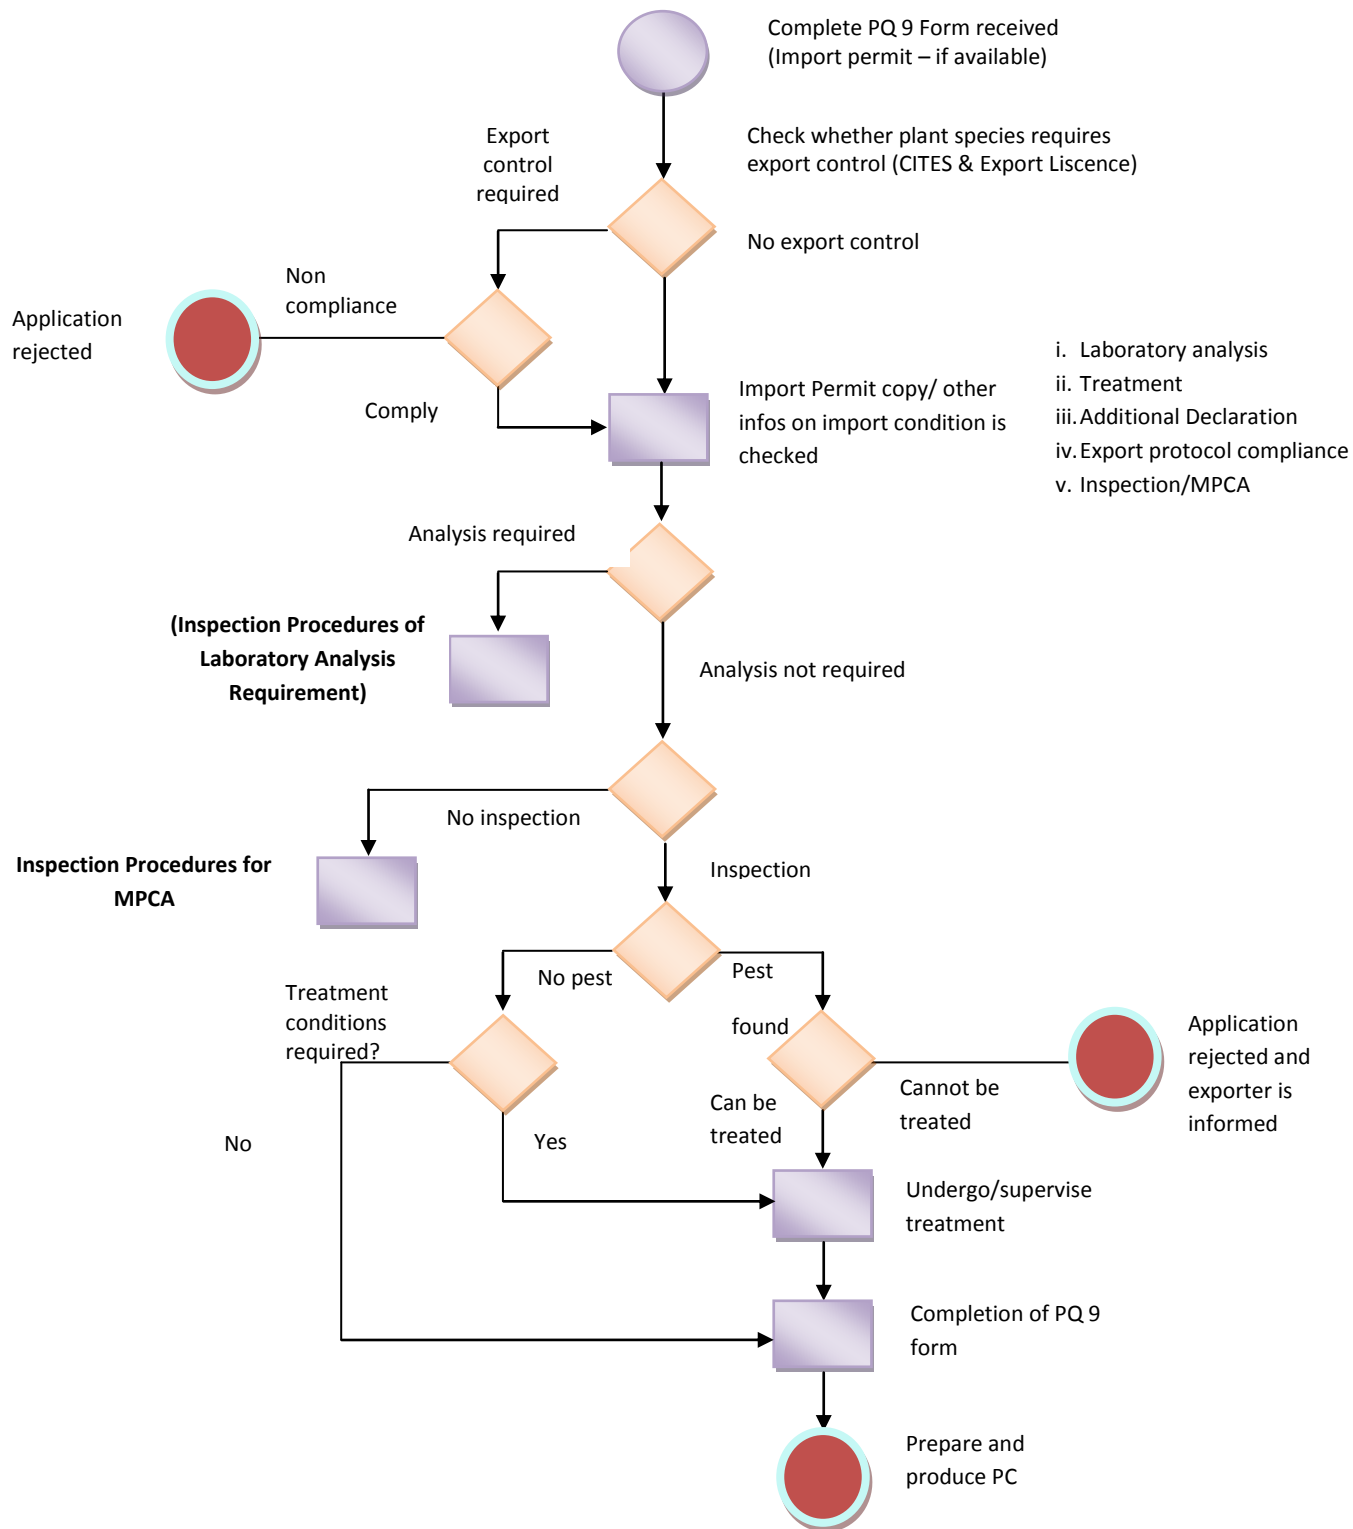 Complete PQ 9 Form received
(Import permit – if available)
Export
control
required
Check whether plant species requires
export control (CITES & Export Liscence)
No export control
Non
compliance
Application
rejected
Comply
Import Permit copy/ other
infos on import condition is
checked
i. Laboratory analysis
ii. Treatment
iii. Additional Declaration
iv. Export protocol compliance
v. Inspection/MPCA
Analysis required
(Inspection Procedures of
Laboratory Analysis
Requirement)
Analysis not required
No inspection
Inspection Procedures for
MPCA
Inspection
No pest
Pest
found
Treatment
conditions
required?
Application
rejected and
exporter is
informed
Can be
treated
Cannot be
treated
No
Yes
Undergo/supervise
treatment
Completion of PQ 9
form
Prepare and
produce PC